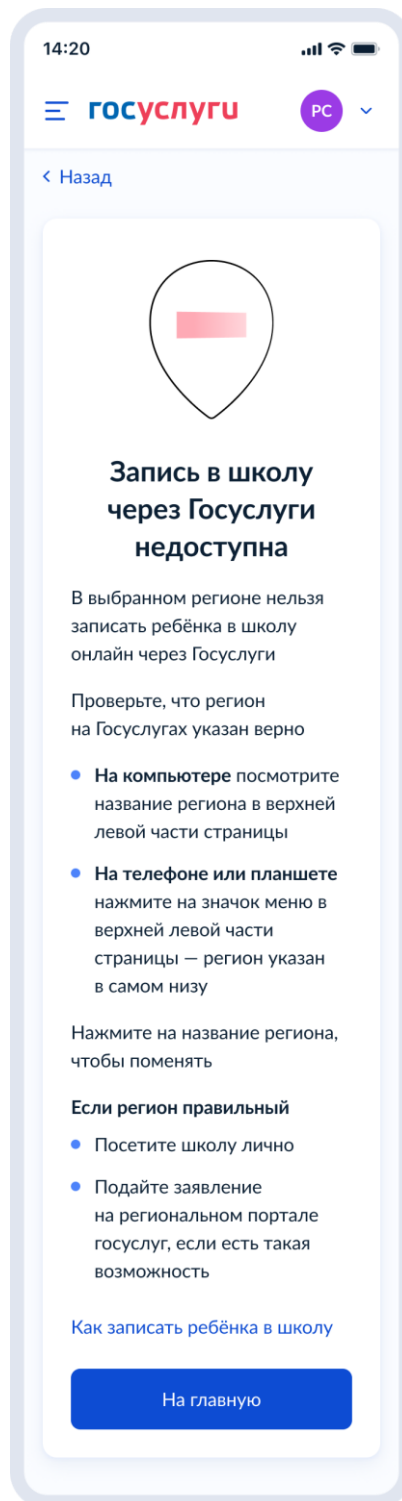 14:20
госуслуги
РС
Назад
Запись в школу
через Госуслуги
недоступна
В выбранном регионе нельзя
записать ребёнка в школу
онлайн через Госуслуги
Проверьте, что регион
на Госуслугах указан верно
На компьютере посмотрите
название региона в верхней
левой части страницы
На телефоне или планшете
нажмите на значок меню в
верхней левой части
страницы — регион указан
в самом низу
Нажмите на название региона,
чтобы поменять
Если регион правильный
Посетите школу лично
Подайте заявление
на региональном портале
госуслуг, если есть такая
возможность
Как записать ребёнка в школу
На главную